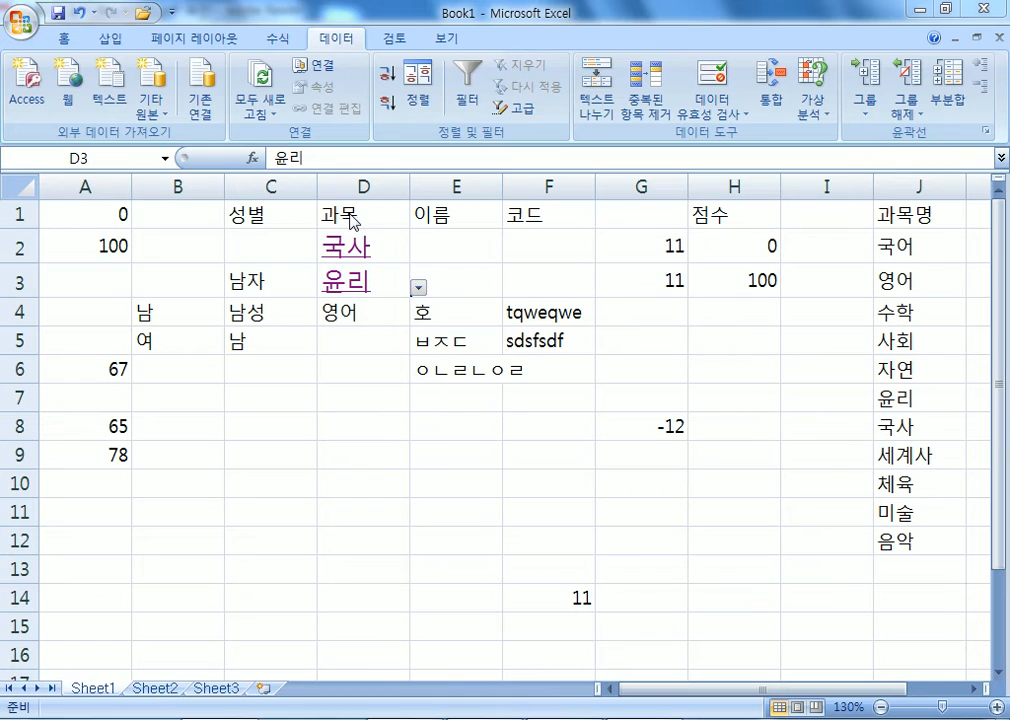 Book1 - Microsoft Excel
홈 삽입 페이지 레이아웃 수식 데이터 검토 보기
Access 웹 텍스트 기타 원본 기존 연결 모두 새로 고침 연결 속성 연결 편집 정렬 필터 지우기 다시 적용 고급 텍스트 나누기 중복된 항목 제거 데이터 유효성 검사 통합 가상 분석 그룹 그룹 해제 부분합
외부 데이터 가져오기 연결 정렬 및 필터 데이터 도구 윤곽선
D3 fx 윤리
A B C D E F G H I J
1 0 성별 과목 이름 코드 점수 과목명
2 100 국사 11 0 국어
3 남자 윤리 11 100 영어
4 남 남성 영어 호 tqweqwe 수학
5 여 남 ㅂㅈㄷ sdsfsdf 사회
6 67 ㅇㄴㄹㄴㅇㄹ 자연
7 윤리
8 65 -12 국사
9 78 세계사
10 체육
11 미술
12 음악
13
14 11
15
16
Sheet1 Sheet2 Sheet3
준비 130%